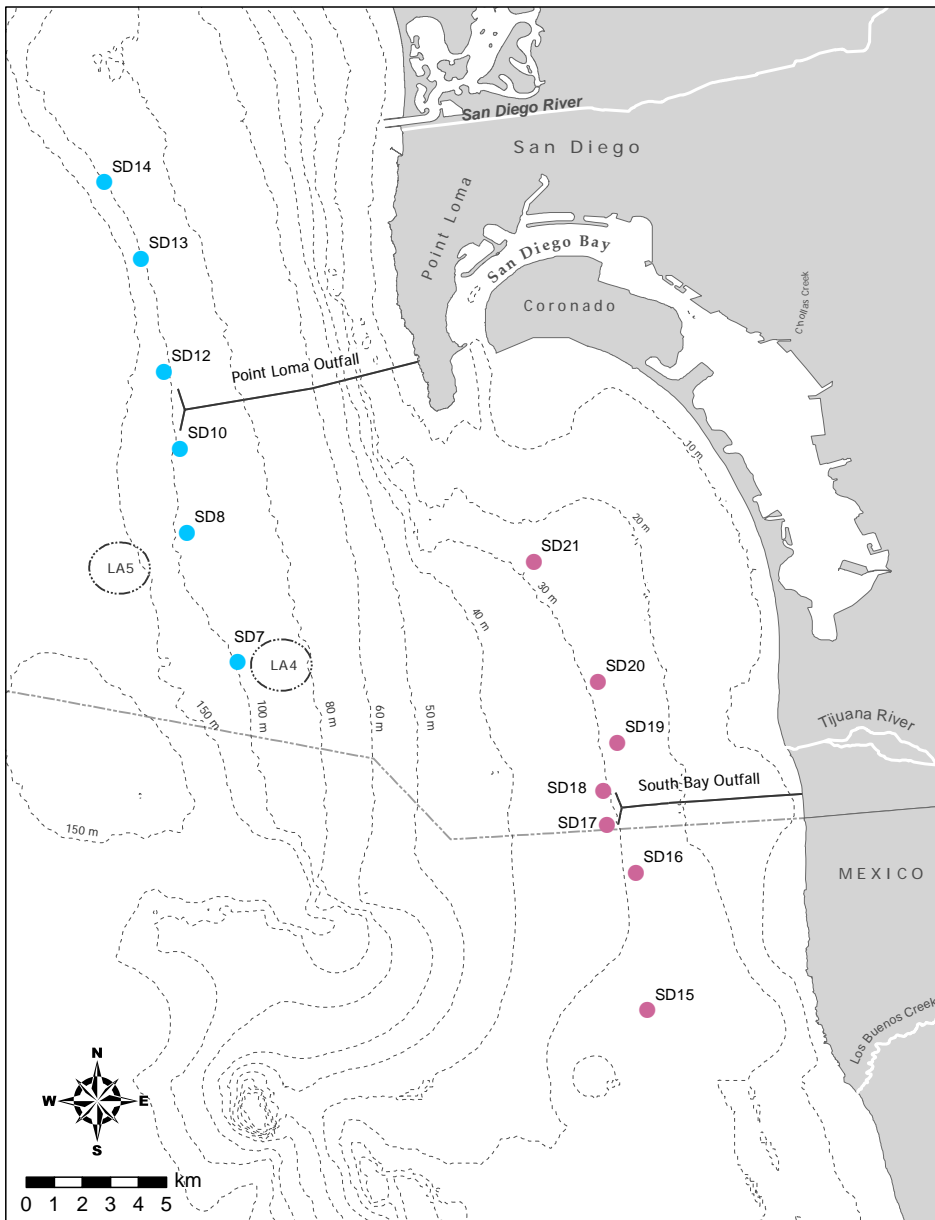 San Diego River
San Diego
SD14
Point Loma
SD13
San Diego Bay
Coronado
Chollas Creek
SD12
Point Loma Outfall
SD10
10 m
20 m
SD8
SD21
LA5
30 m
40 m
SD7
LA4
SD20
150 m
100 m
80 m
60 m
50 m
SD19
Tijuana River
SD18
South Bay Outfall
150 m
SD17
SD16
MEXICO
SD15
Los Buenos Creek
N
W
E
S
km
0 1 2 3 4 5